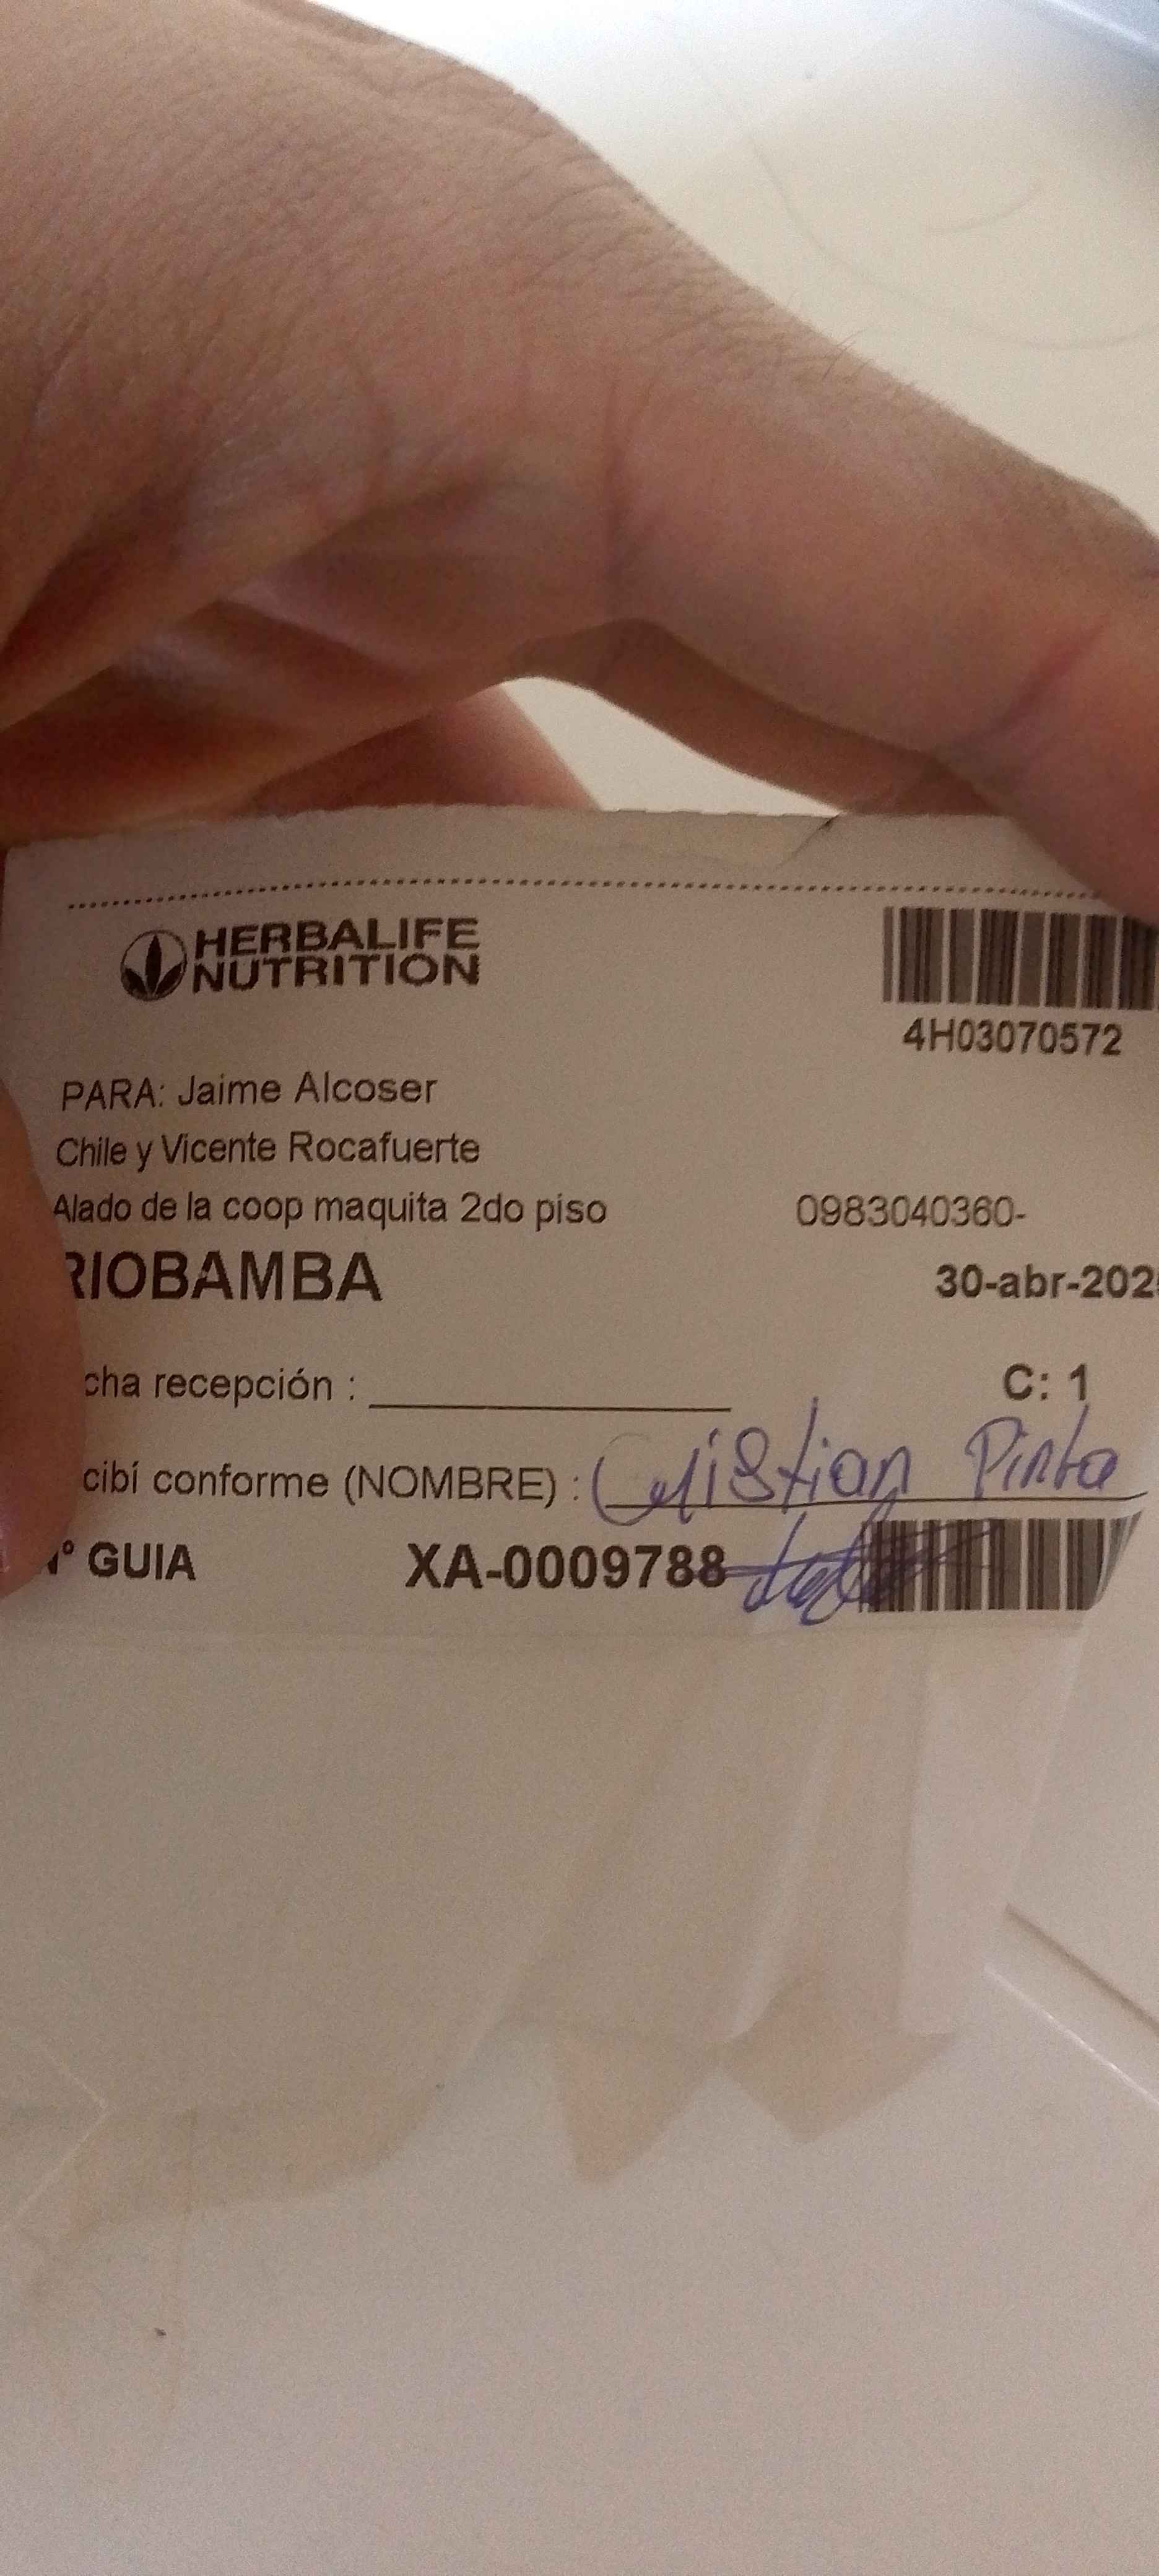 HERBALIFE
NUTRITION
4H03070572
PARA: Jaime Alcoser
Chile y Vicente Rocafuerte
Alado de la coop maquita 2do piso 0983040360-
RIOBAMBA 30-abr-202
cha recepción :
C: 1
cibí conforme (NOMBRE) : Cristian Pinta
N° GUIA XA-0009788